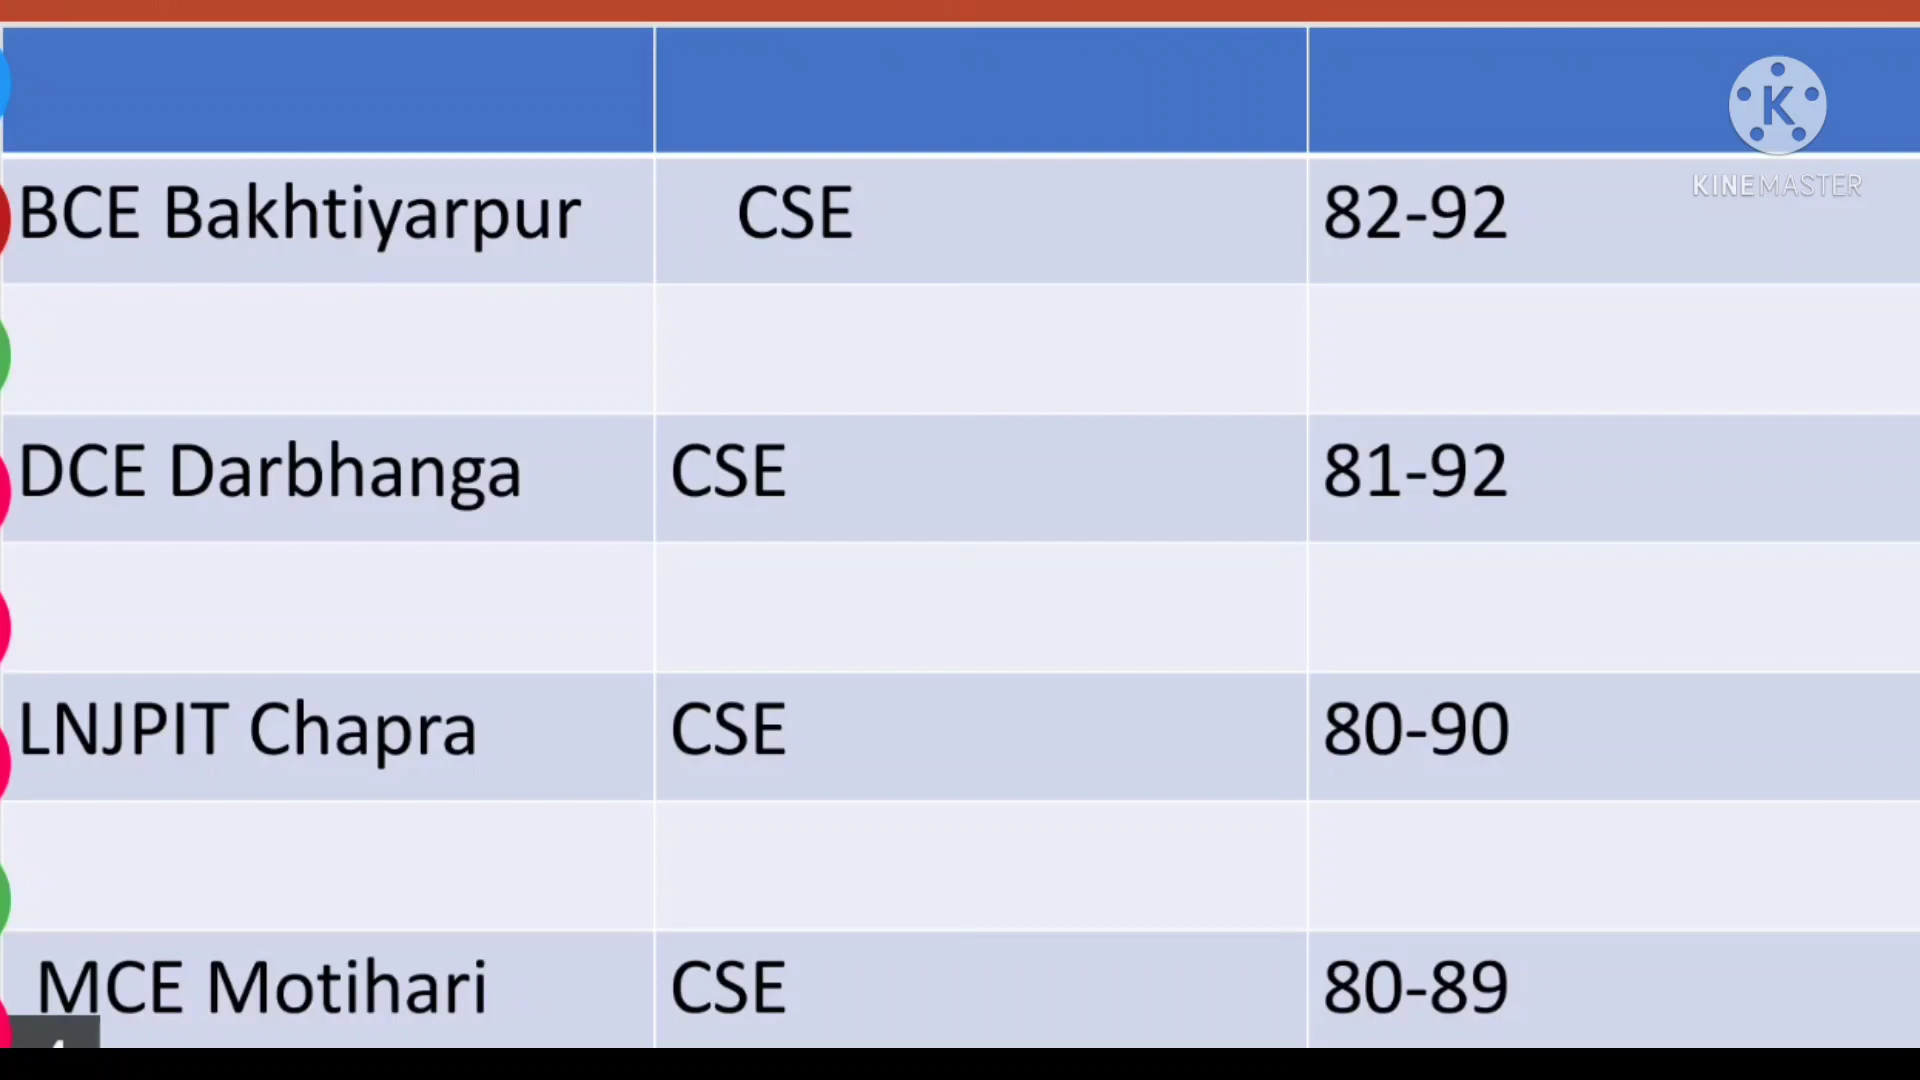 K
KINEMASTER
BCE Bakhtiyarpur CSE 82-92
DCE Darbhanga CSE 81-92
LNJPIT Chapra CSE 80-90
MCE Motihari CSE 80-89